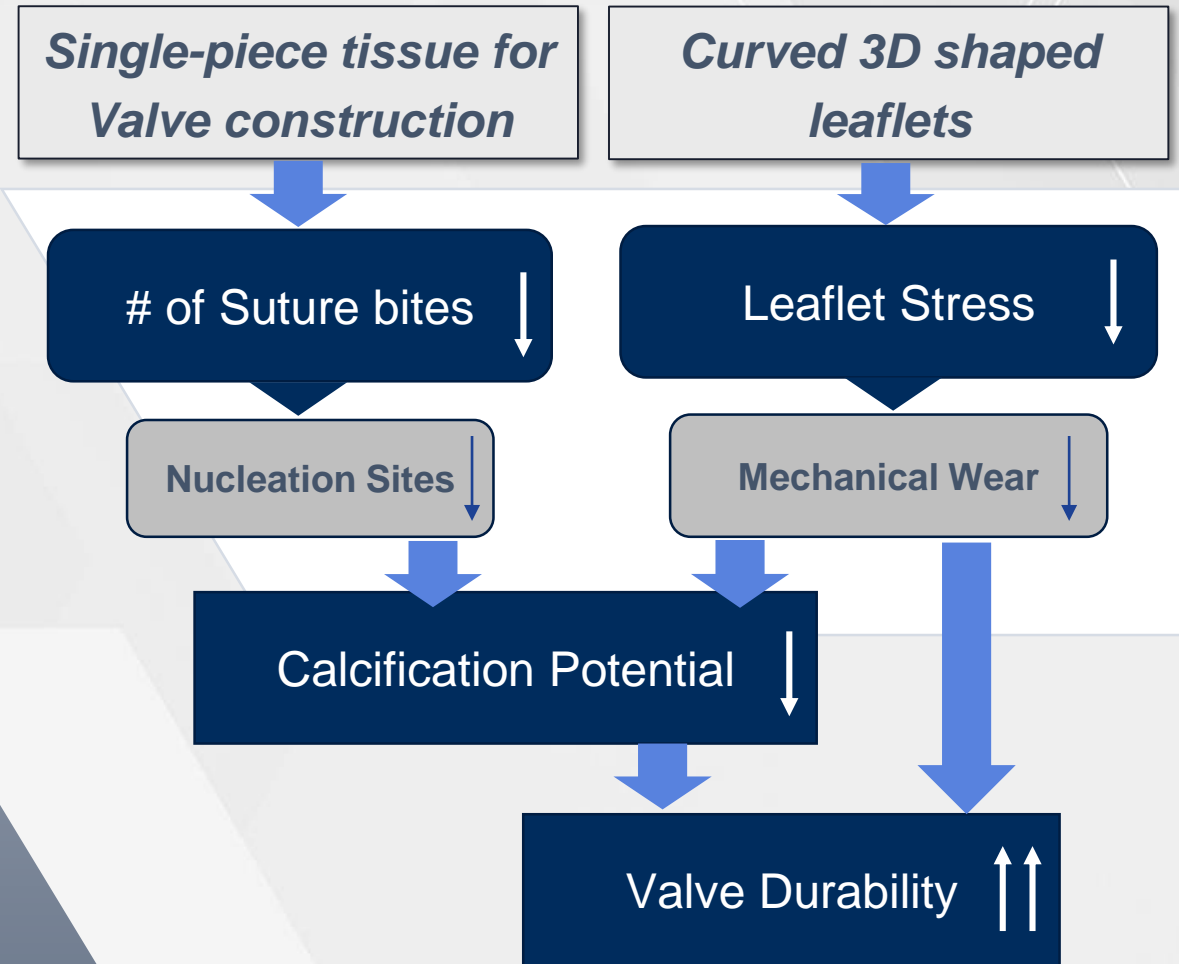 Single-piece tissue for
Valve construction
Curved 3D shaped
leaflets
# of Suture bites
Leaflet Stress
Nucleation Sites
Mechanical Wear
Calcification Potential
Valve Durability